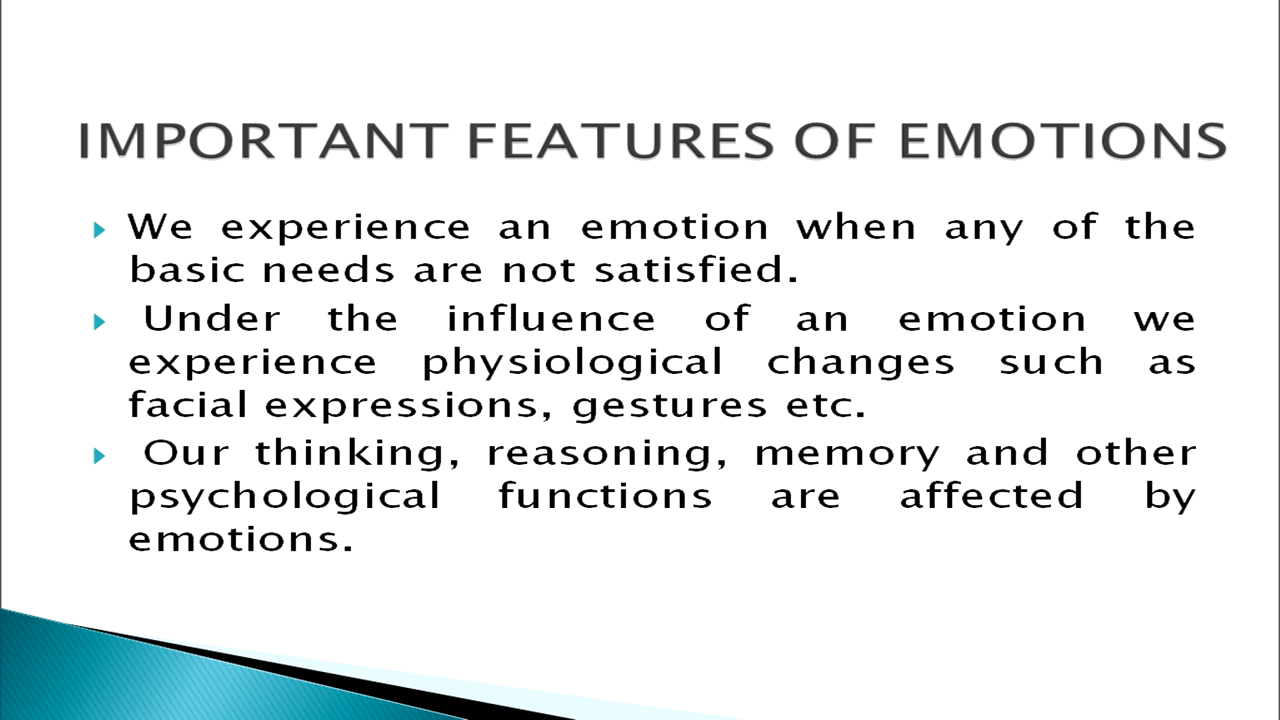 IMPORTANT FEATURES OF EMOTIONS
We experience an emotion when any of the
basic needs are not satisfied.
Under the influence of an emotion we
experience physiological changes such as
facial expressions, gestures etc.
Our thinking, reasoning, memory and other
psychological functions are affected by
emotions.